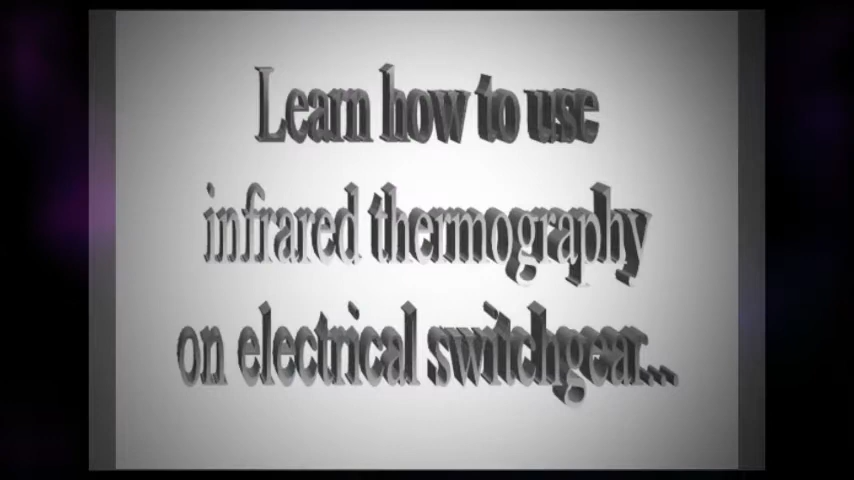 Learn how to use
infrared thermography
on electrical switchgear...